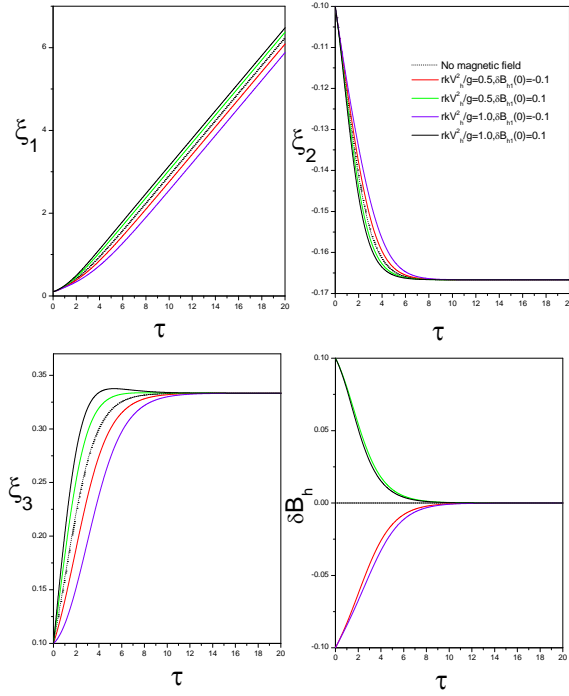 6
4
2
0
0 2 4 6 8 10 12 14 16 18 20
ξ1
τ
-0.10
-0.11
-0.12
-0.13
-0.14
-0.15
-0.16
-0.17
0 2 4 6 8 10 12 14 16 18 20
ξ2
τ
No magnetic field
rkV²h/g=0.5,δBh1(0)=-0.1
rkV²h/g=0.5,δBh1(0)=0.1
rkV²h/g=1.0,δBh1(0)=-0.1
rkV²h/g=1.0,δBh1(0)=0.1
0.35
0.30
0.25
0.20
0.15
0.10
0 2 4 6 8 10 12 14 16 18 20
ξ3
τ
0.10
0.05
0.00
-0.05
-0.10
0 2 4 6 8 10 12 14 16 18 20
δBh
τ